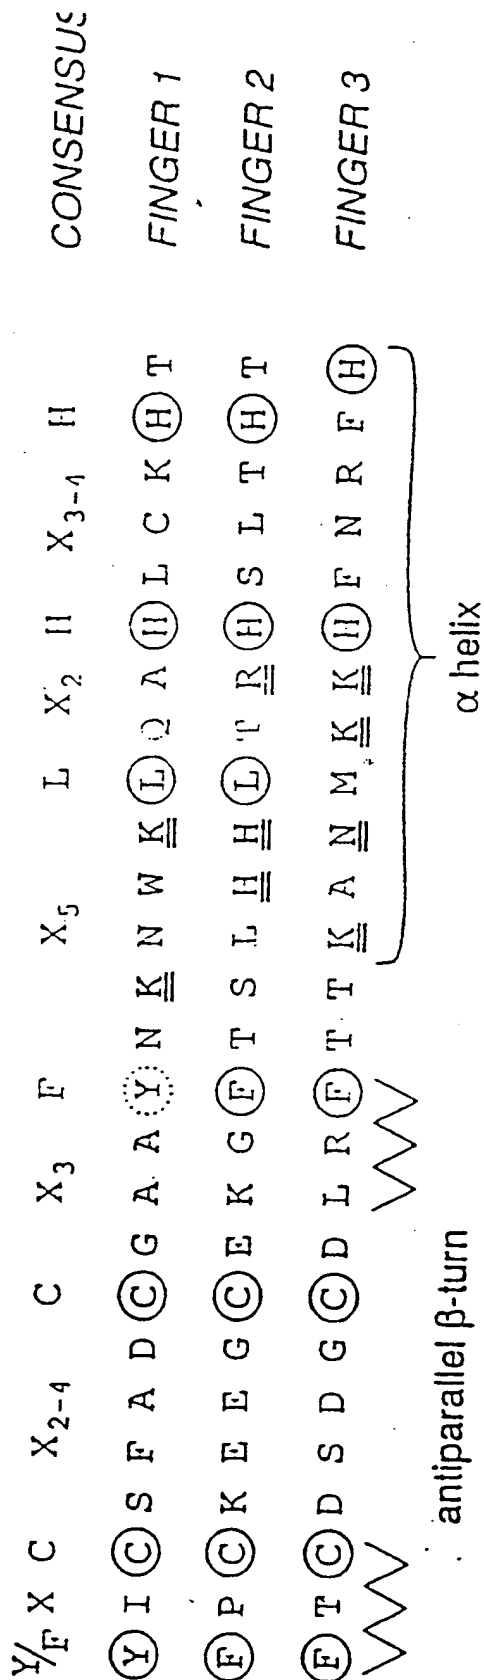 Y/F X C X2-4 C X3 F X5 L X2 H X3-4 H CONSENSUS
Y I C S F A D C G A A Y N K N W K L Q A H L C K H T FINGER 1
F P C K E E G C E K G F T S L H H L T R H S L T H T FINGER 2
F T C D S D G C D L R F T T K A N M K K H F N R F H FINGER 3
antiparallel β-turn α helix